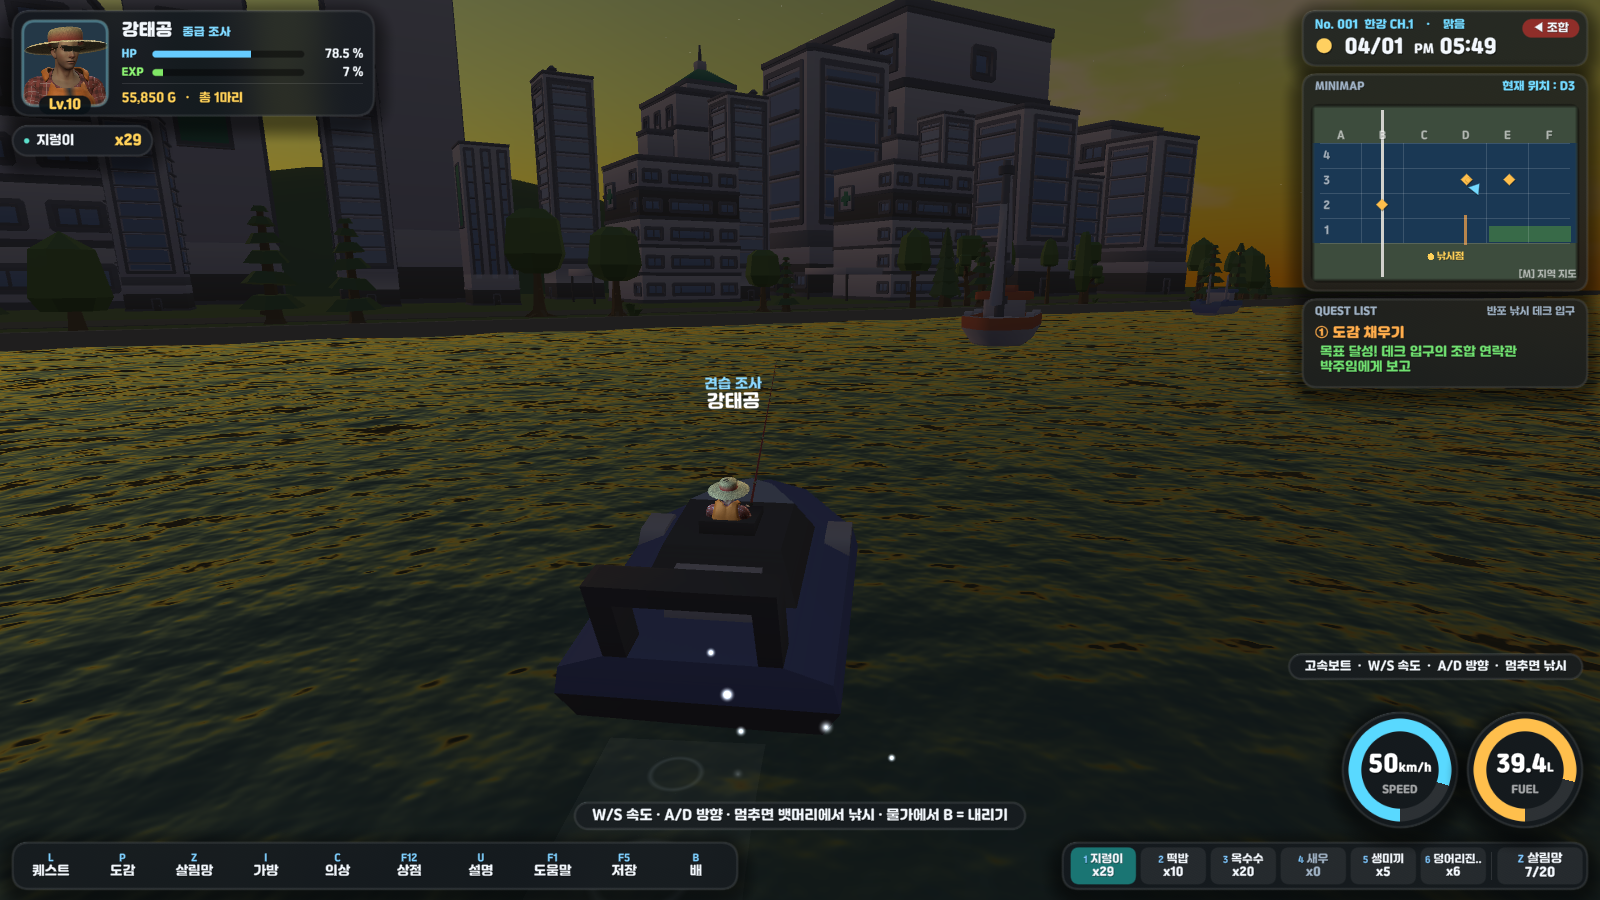 강태공 중급 조사
HP 78.5 %
EXP 7 %
Lv.10
55,850 G · 총 1마리
지렁이 x29
No. 001 한강 CH.1 · 맑음
◀ 조합
04/01 PM 05:49
MINIMAP 현재 위치 : D3
A B C D E F
4
3
2
1
낚시점
[M] 지역 지도
QUEST LIST 반포 낚시 데크 입구
① 도감 채우기
목표 달성! 데크 입구의 조합 연락관
박주임에게 보고
견습 조사
강태공
고속보트 · W/S 속도 · A/D 방향 · 멈추면 낚시
50km/h
SPEED
39.4L
FUEL
W/S 속도 · A/D 방향 · 멈추면 뱃머리에서 낚시 · 물가에서 B = 내리기
L P Z I C F12 U F1 F5 B
퀘스트 도감 살림망 가방 의상 상점 설명 도움말 저장 배
1 지렁이 2 떡밥 3 옥수수 4 새우 5 생미끼 6 덩어리진.. Z 살림망
x29 x10 x20 x0 x5 x6 7/20